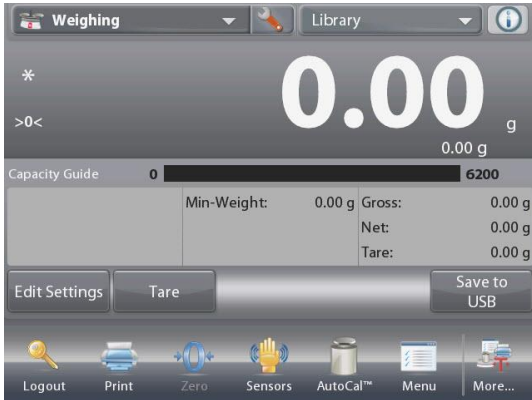 Weighing Library
*
0.00
>0< g
0.00 g
Capacity Guide 0 6200
Min-Weight: 0.00 g Gross: 0.00 g
Net: 0.00 g
Tare: 0.00 g
Edit Settings Tare Save to
USB
Logout Print Zero Sensors AutoCal™ Menu More...